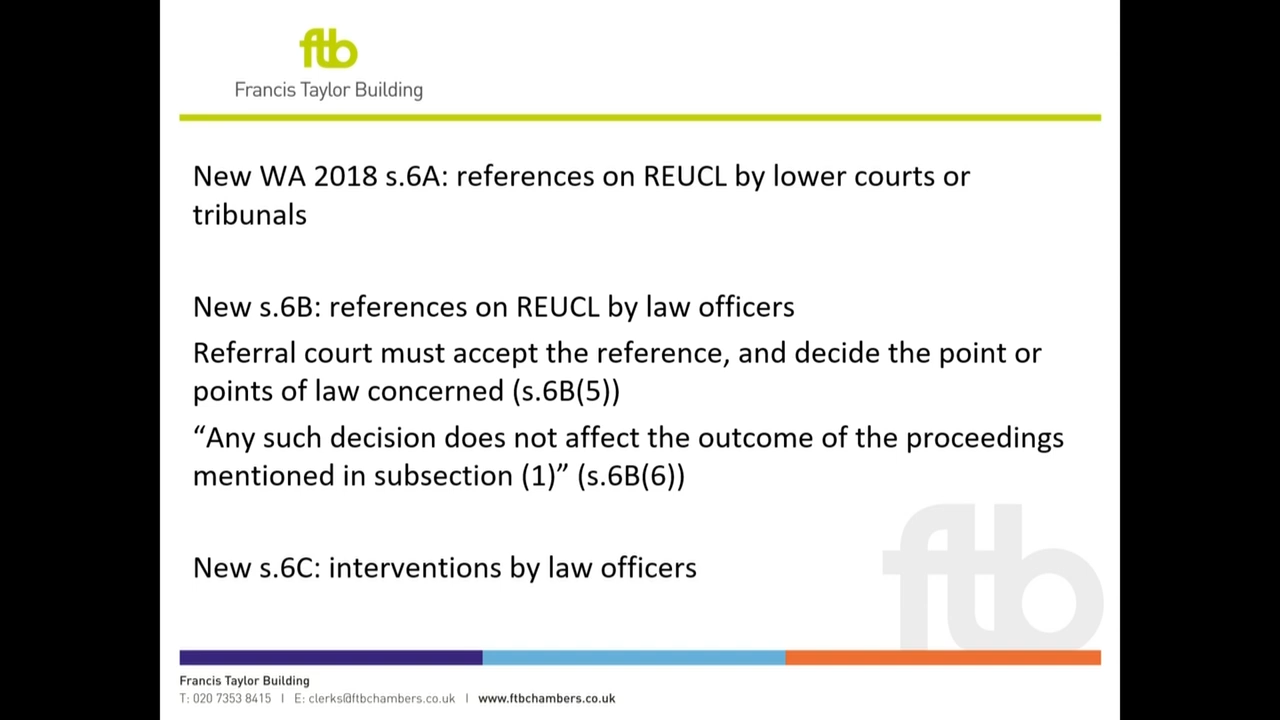 ftb
Francis Taylor Building
New WA 2018 s.6A: references on REUCL by lower courts or
tribunals
New s.6B: references on REUCL by law officers
Referral court must accept the reference, and decide the point or
points of law concerned (s.6B(5))
“Any such decision does not affect the outcome of the proceedings
mentioned in subsection (1)” (s.6B(6))
New s.6C: interventions by law officers
ftb
Francis Taylor Building
T: 020 7353 8415 I E: clerks@ftbchambers.co.uk I www.ftbchambers.co.uk